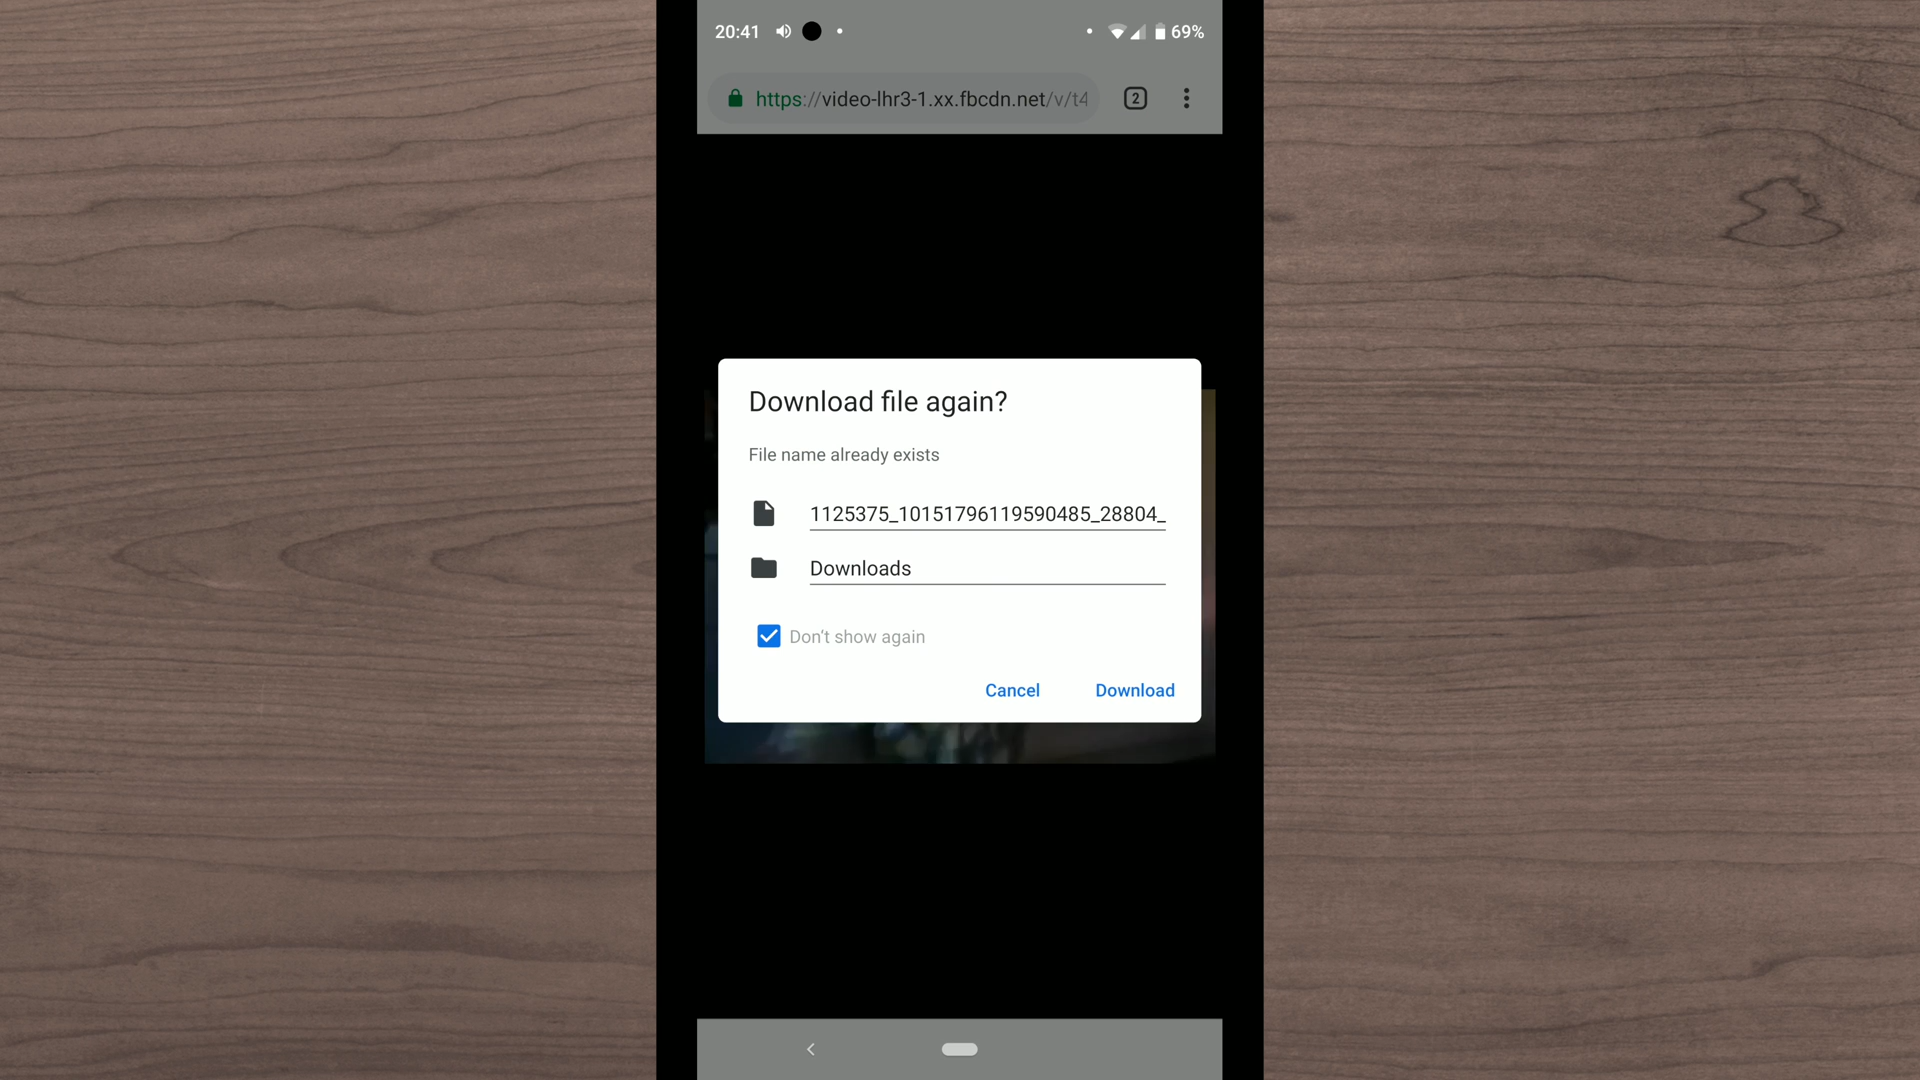 20:41 69%
https://video-lhr3-1.xx.fbcdn.net/v/t4 2
Download file again?
File name already exists
1125375_10151796119590485_28804_
Downloads
Don't show again
Cancel Download